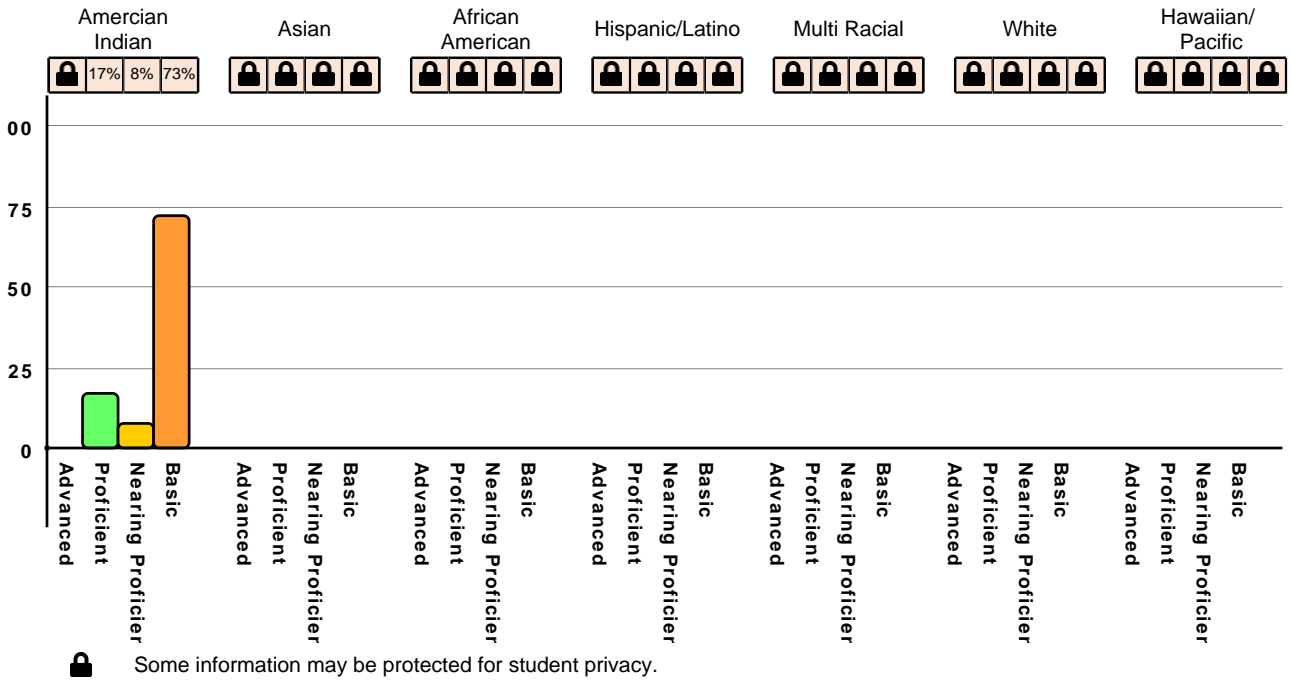 Amercian
Indian
Asian
African
American
Hispanic/Latino
Multi Racial
White
Hawaiian/
Pacific
17% 8% 73%
00
75
50
25
0
Advanced
Proficient
Nearing Proficier
Basic
Advanced
Proficient
Nearing Proficier
Basic
Advanced
Proficient
Nearing Proficier
Basic
Advanced
Proficient
Nearing Proficier
Basic
Advanced
Proficient
Nearing Proficier
Basic
Advanced
Proficient
Nearing Proficier
Basic
Advanced
Proficient
Nearing Proficier
Basic
Some information may be protected for student privacy.